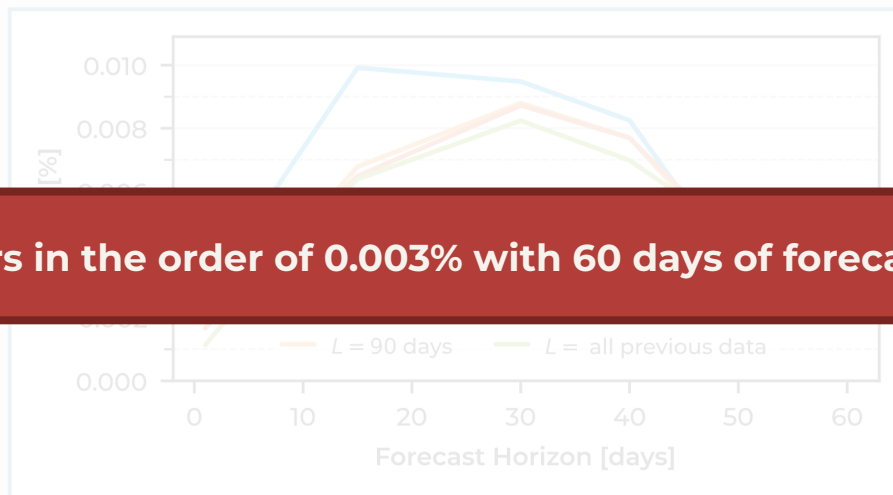 0.010
0.008
[%]
rs in the order of 0.003% with 60 days of foreca
L = 90 days
L = all previous data
0.000
0 10 20 30 40 50 60
Forecast Horizon [days]